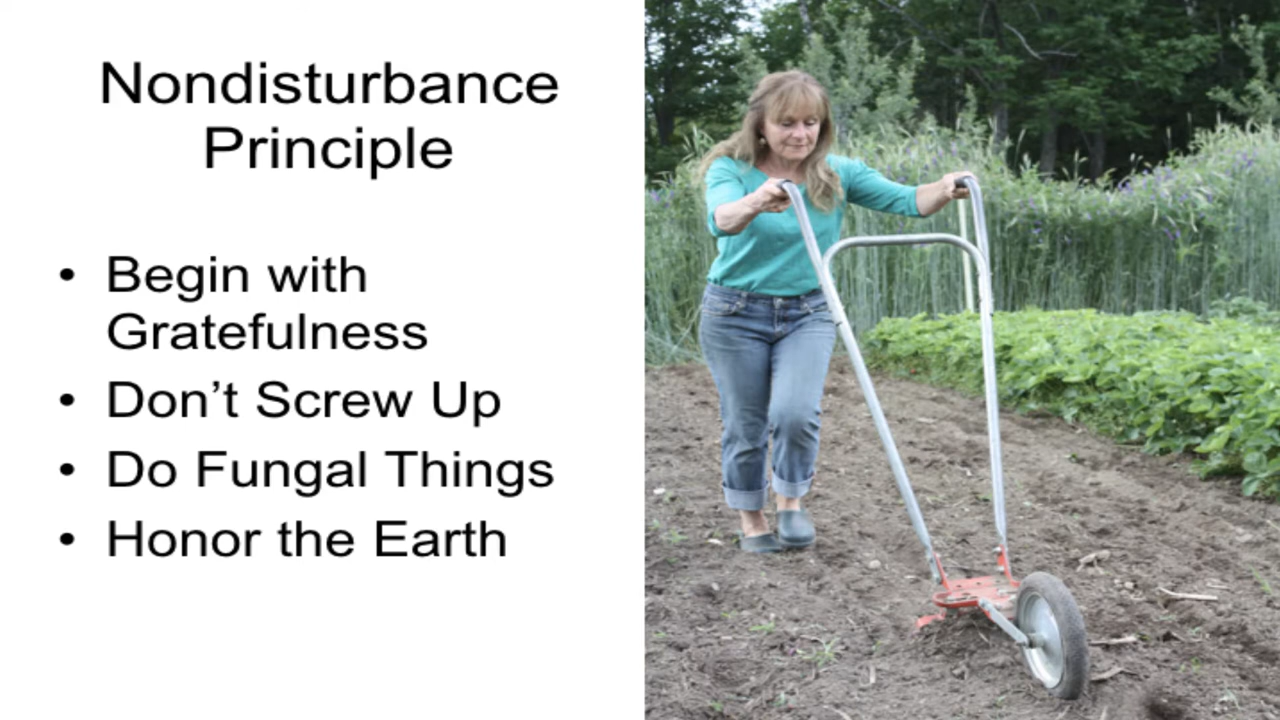 Nondisturbance
Principle
• Begin with
Gratefulness
• Don’t Screw Up
• Do Fungal Things
• Honor the Earth